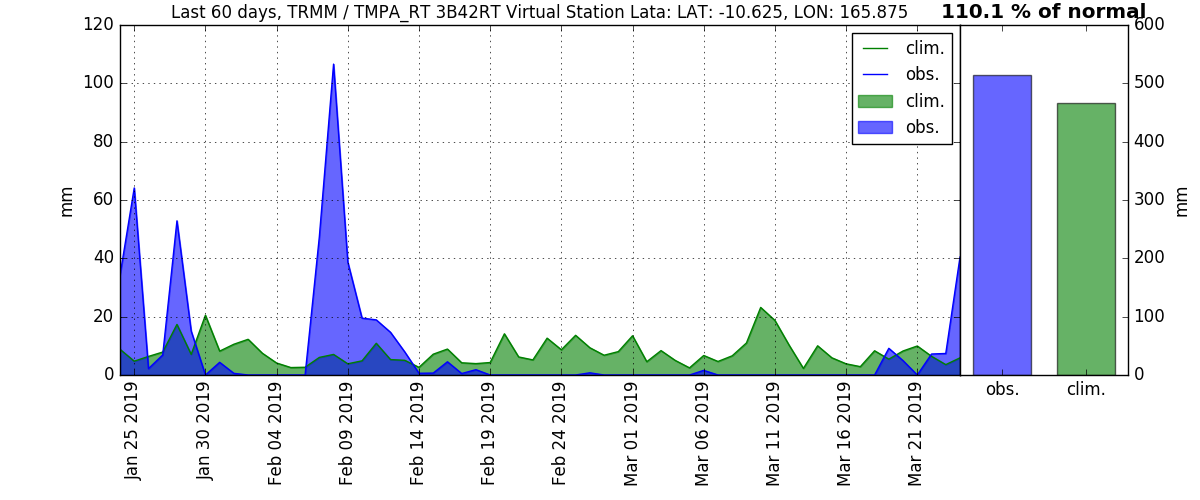 Last 60 days, TRMM / TMPA_RT 3B42RT Virtual Station Lata: LAT: -10.625, LON: 165.875
110.1 % of normal
120
100
80
60
40
20
0
mm
clim.
obs.
clim.
obs.
600
500
400
300
200
100
0
mm
obs.
clim.
Jan 25 2019
Jan 30 2019
Feb 04 2019
Feb 09 2019
Feb 14 2019
Feb 19 2019
Feb 24 2019
Mar 01 2019
Mar 06 2019
Mar 11 2019
Mar 16 2019
Mar 21 2019